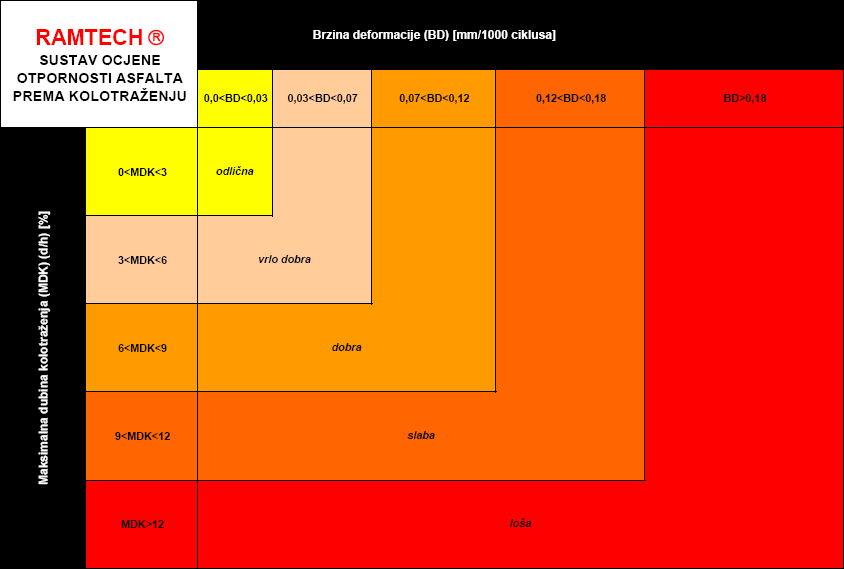 RAMTECH ®
SUSTAV OCJENE
OTPORNOSTI ASFALTA
PREMA KOLOTRAŽENJU
Brzina deformacije (BD) [mm/1000 ciklusa]
0,0<BD<0,03
0,03<BD<0,07
0,07<BD<0,12
0,12<BD<0,18
BD>0,18
Maksimalna dubina kolotraženja (MDK) (d/h) [%]
0<MDK<3
odlična
3<MDK<6
vrlo dobra
6<MDK<9
dobra
9<MDK<12
slaba
MDK>12
loša